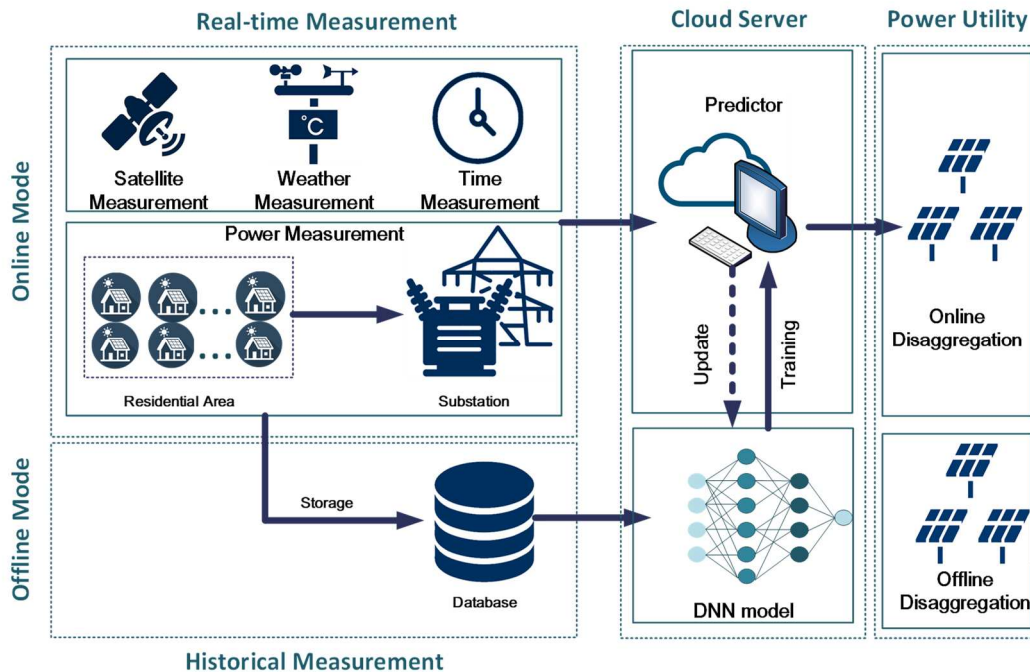 Real-time Measurement
Cloud Server
Power Utility
Online Mode
°C
Satellite
Measurement
Weather
Measurement
Time
Measurement
Power Measurement
Residential Area
Substation
Predictor
Update
Training
Online
Disaggregation
Offline Mode
Storage
Database
DNN model
Offline
Disaggregation
Historical Measurement